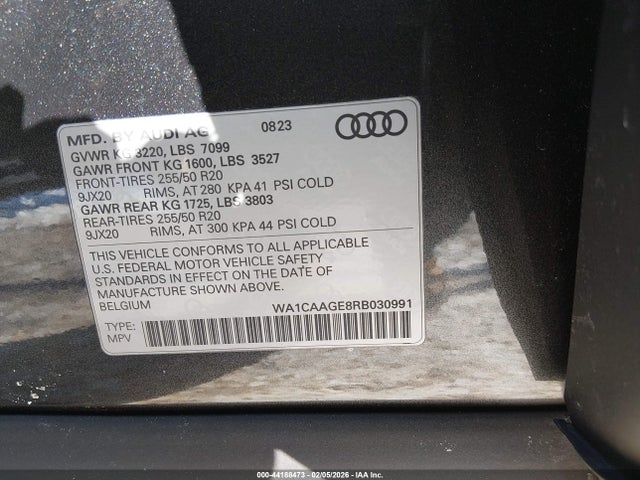 MFD. BY AUDI AG 0823
GVWR KG 3220, LBS 7099
GAWR FRONT KG 1600, LBS 3527
FRONT-TIRES 255/50 R20
9JX20 RIMS, AT 280 KPA 41 PSI COLD
GAWR REAR KG 1725, LBS 3803
REAR-TIRES 255/50 R20
9JX20 RIMS, AT 300 KPA 44 PSI COLD
THIS VEHICLE CONFORMS TO ALL APPLICABLE
U.S. FEDERAL MOTOR VEHICLE SAFETY
STANDARDS IN EFFECT ON THE DATE OF
MANUFACTURE SHOWN ABOVE.
BELGIUM WA1CAAGE8RB030991
TYPE:
MPV
000-44188473 - 02/05/2026 - IAA Inc.